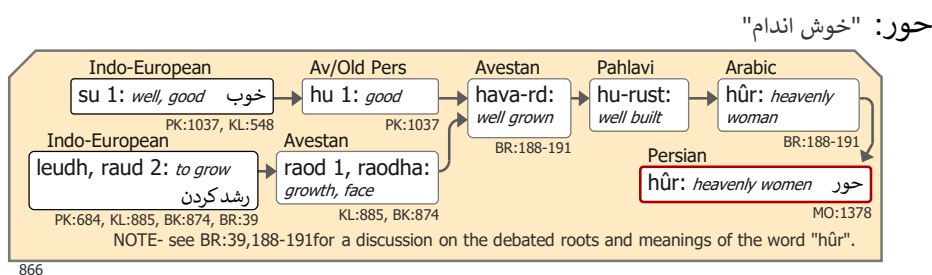 حور: "خوش اندام"
Indo-European Av/Old Pers Avestan Pahlavi Arabic
su 1: well, good خوب
hu 1: good
hava-rd:
well grown
hu-rust:
well built
hûr: heavenly
woman
PK:1037, KL:548 PK:1037 BR:188-191 BR:188-191
Indo-European Avestan
leudh, raud 2: to grow
رشد کردن
raod 1, raodha:
growth, face
Persian
hûr: heavenly women حور
PK:684, KL:885, BK:874, BR:39 KL:885, BK:874 MO:1378
NOTE- see BR:39,188-191for a discussion on the debated roots and meanings of the word "hûr".
866